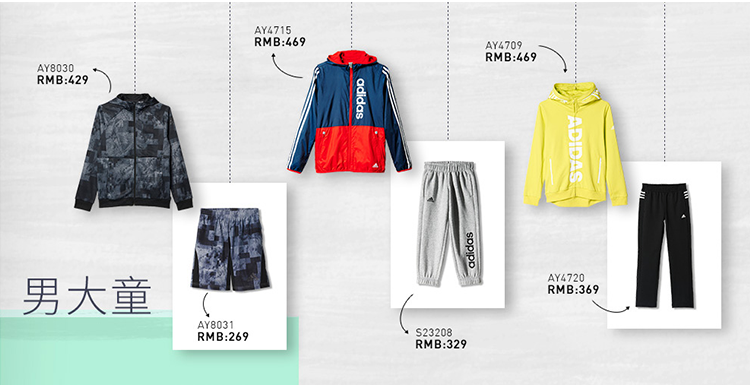 AY8030
RMB:429
AY4715
RMB:469
AY4709
RMB:469
adidas
adidas
ADIDAS
adidas
男大童
AY8031
RMB:269
S23208
RMB:329
AY4720
RMB:369